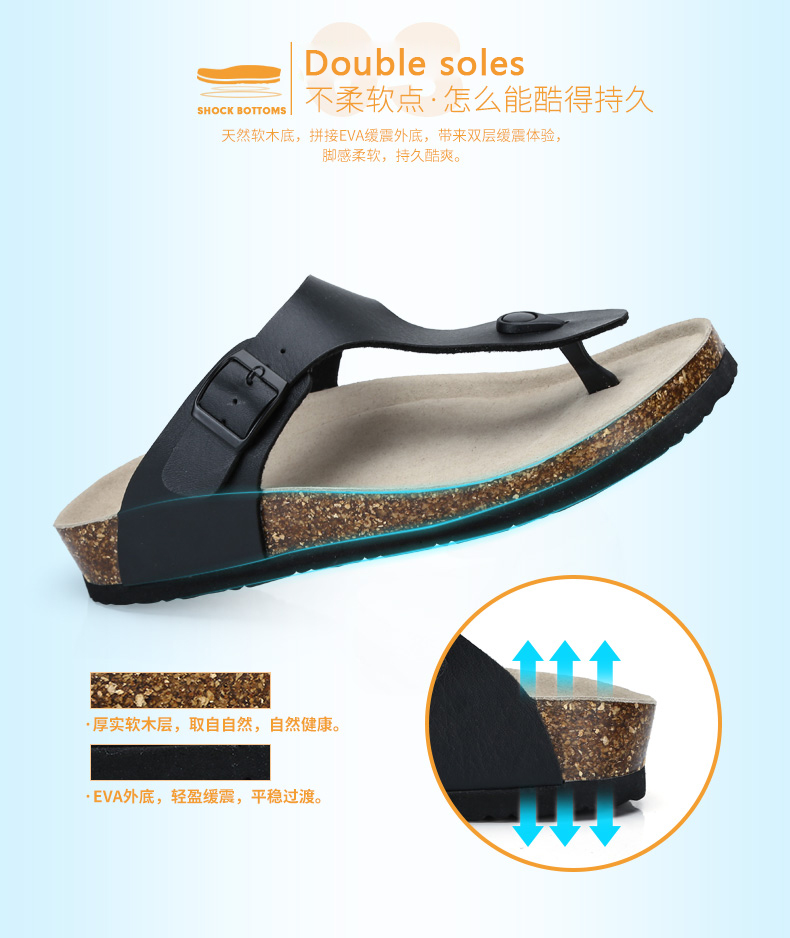 03
Double soles
SHOCK BOTTOMS
不柔软点·怎么能酷得持久
天然软木底，拼接EVA缓震外底，带来双层缓震体验，
脚感柔软，持久酷爽。
·厚实软木层，取自自然，自然健康。
·EVA外底，轻盈缓震，平稳过渡。